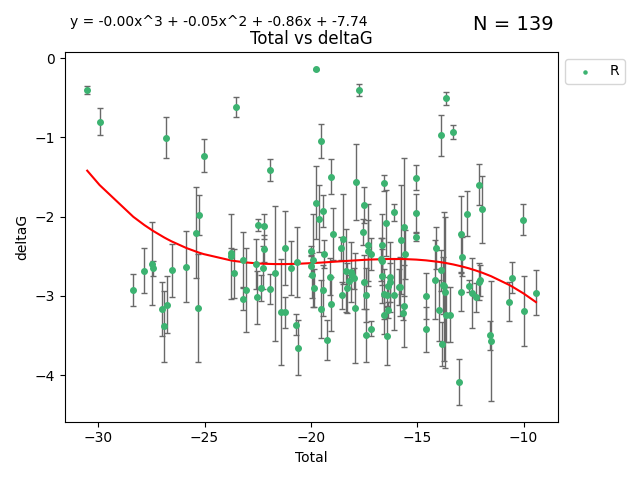 y = -0.00x^3 + -0.05x^2 + -0.86x + -7.74
N = 139
Total vs deltaG
R
deltaG
0
−1
−2
−3
−4
−30
−25
−20
−15
−10
Total